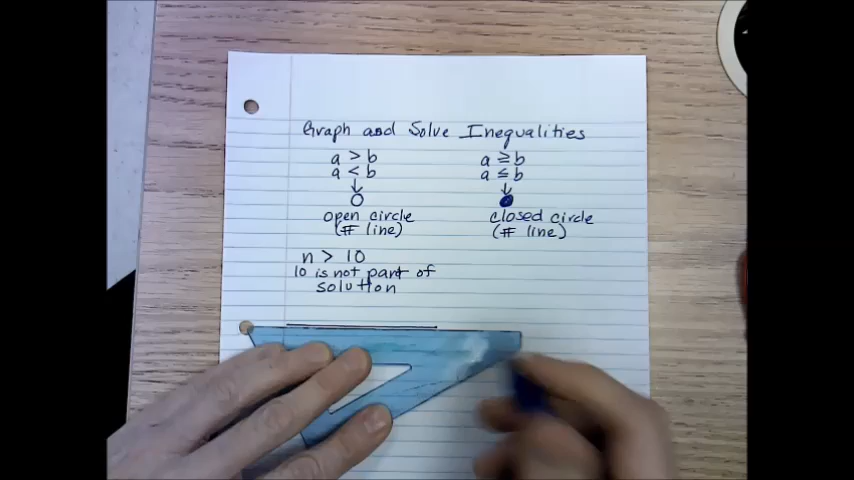 Graph and Solve Inequalities
a > b
a < b
a ≥ b
a ≤ b
open circle
(# line)
closed circle
(# line)
n > 10
10 is not part of
solution